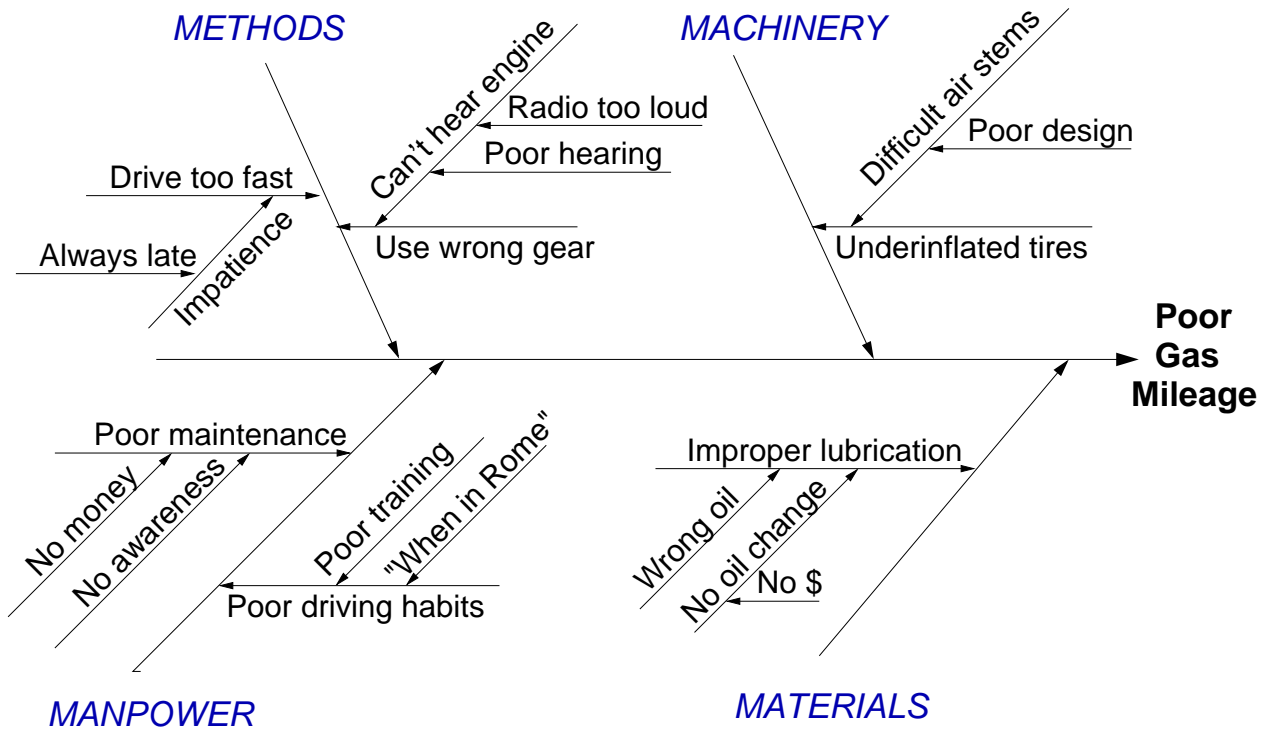 METHODS
MACHINERY
Can't hear engine
Radio too loud
Poor hearing
Difficult air stems
Poor design
Drive too fast
Use wrong gear
Underinflated tires
Always late
Impatience
Poor
Gas
Mileage
Poor maintenance
No money
No awareness
Poor training
"When in Rome"
Poor driving habits
Improper lubrication
Wrong oil
No oil change
No $
MANPOWER
MATERIALS